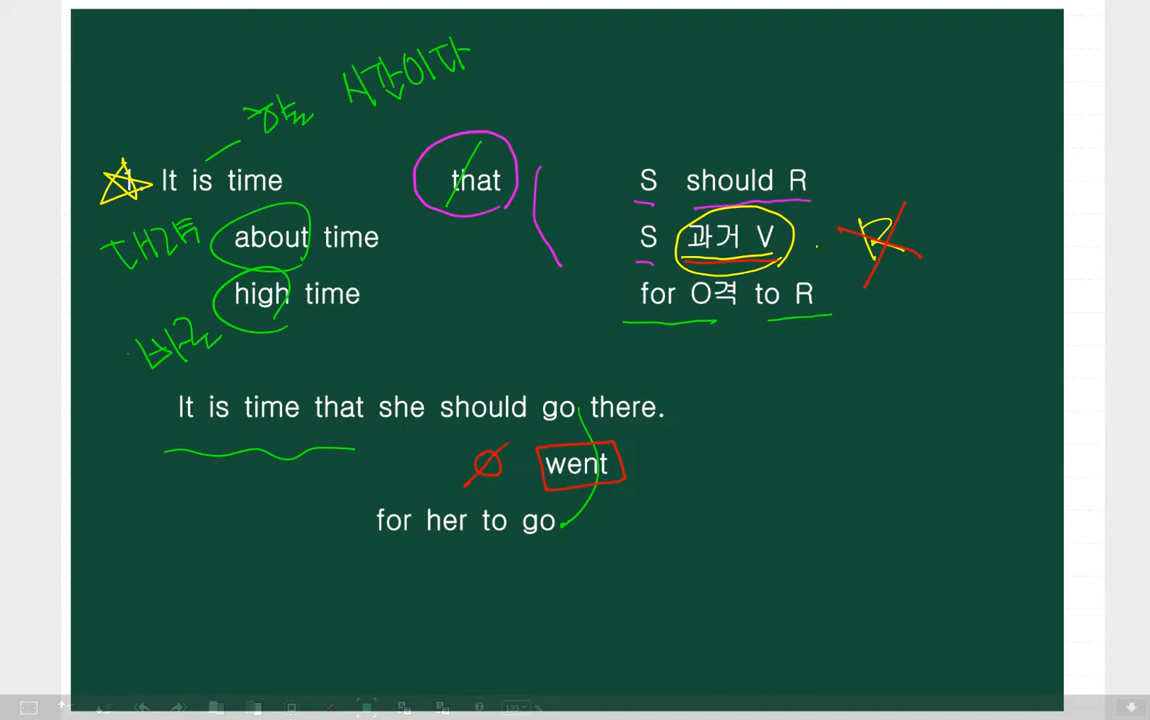 할 시간이다
1. It is time that S should R
대략 about time S 과거 V R
high time for O격 to R
바로
It is time that she should go there.
Ø went
for her to go